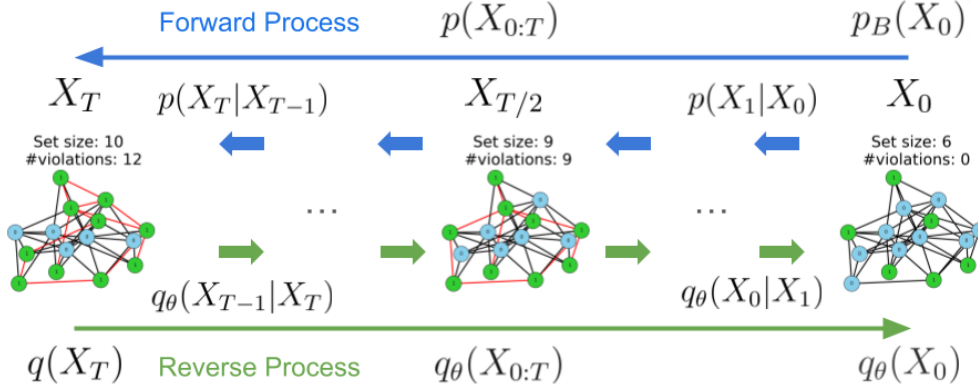 Forward Process
p(X_{0:T})
p_B(X_0)
X_T
p(X_T|X_{T-1})
X_{T/2}
p(X_1|X_0)
X_0
Set size: 10
#violations: 12
Set size: 9
#violations: 9
Set size: 6
#violations: 0
...
...
q_θ(X_{T-1}|X_T)
q_θ(X_0|X_1)
q(X_T)
Reverse Process
q_θ(X_{0:T})
q_θ(X_0)